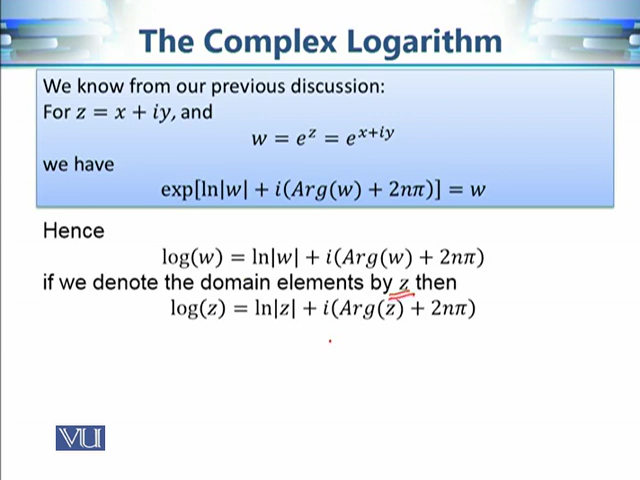 The Complex Logarithm
We know from our previous discussion:
For z = x + iy, and
w = e^z = e^{x+iy}
we have
exp[ln|w| + i(Arg(w) + 2nπ)] = w
Hence
log(w) = ln|w| + i(Arg(w) + 2nπ)
if we denote the domain elements by z then
log(z) = ln|z| + i(Arg(z) + 2nπ)
VU